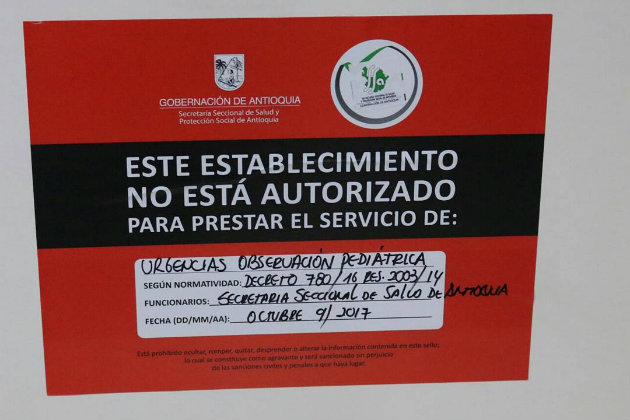 GOBERNACIÓN DE ANTIOQUIA
Secretaría Seccional de Salud y
Protección Social de Antioquia
ESTE ESTABLECIMIENTO
NO ESTÁ AUTORIZADO
PARA PRESTAR EL SERVICIO DE:
URGENCIAS OBSERVACIÓN PEDIÁTRICA
SEGÚN NORMATIVIDAD: DECRETO 780/16 RES. 2003/14
FUNCIONARIOS: SECRETARIA SECCIONAL DE SALUD DE ANTIOQUIA
FECHA (DD/MM/AA): OCTUBRE 9/2017
Está prohibido ocultar, romper, quitar, desprender o alterar la información contenida en este sello;
lo cual se constituye como agravante y será sancionado sin perjuicio
de las sanciones civiles y penales a que haya lugar.